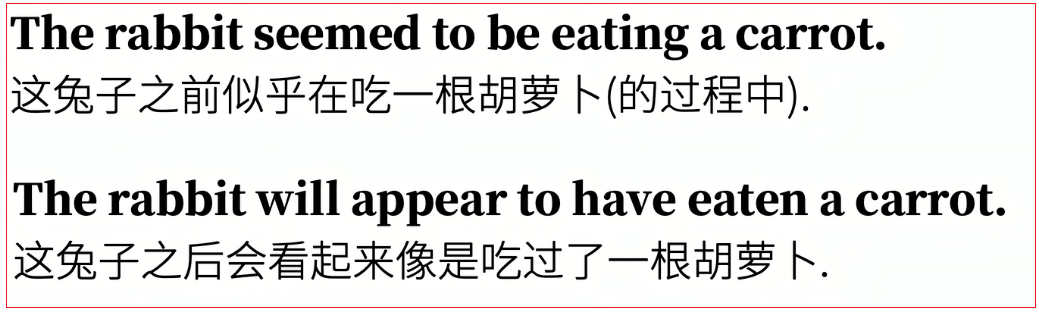 The rabbit seemed to be eating a carrot.
这兔子之前似乎在吃一根胡萝卜(的过程中).
The rabbit will appear to have eaten a carrot.
这兔子之后会看起来像是吃过了一根胡萝卜.